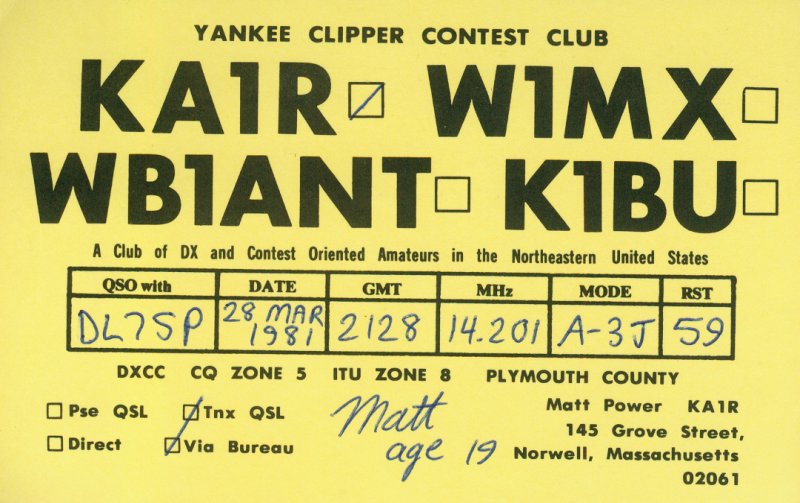 YANKEE CLIPPER CONTEST CLUB
KA1R W1MX
WB1ANT K1BU
A Club of DX and Contest Oriented Amateurs in the Northeastern United States
QSO with DATE GMT MHz MODE RST
DL7SP 28 MAR 1981 2128 14.201 A-3J 59
DXCC CQ ZONE 5 ITU ZONE 8 PLYMOUTH COUNTY
Pse QSL Tnx QSL
Direct Via Bureau
Matt
age 19
Matt Power KA1R
145 Grove Street,
Norwell, Massachusetts
02061